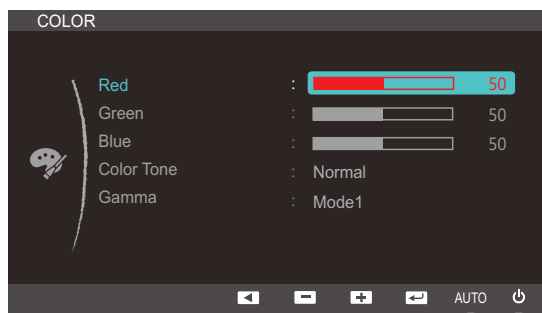 COLOR
Red : 50
Green : 50
Blue : 50
Color Tone : Normal
Gamma : Mode1
AUTO